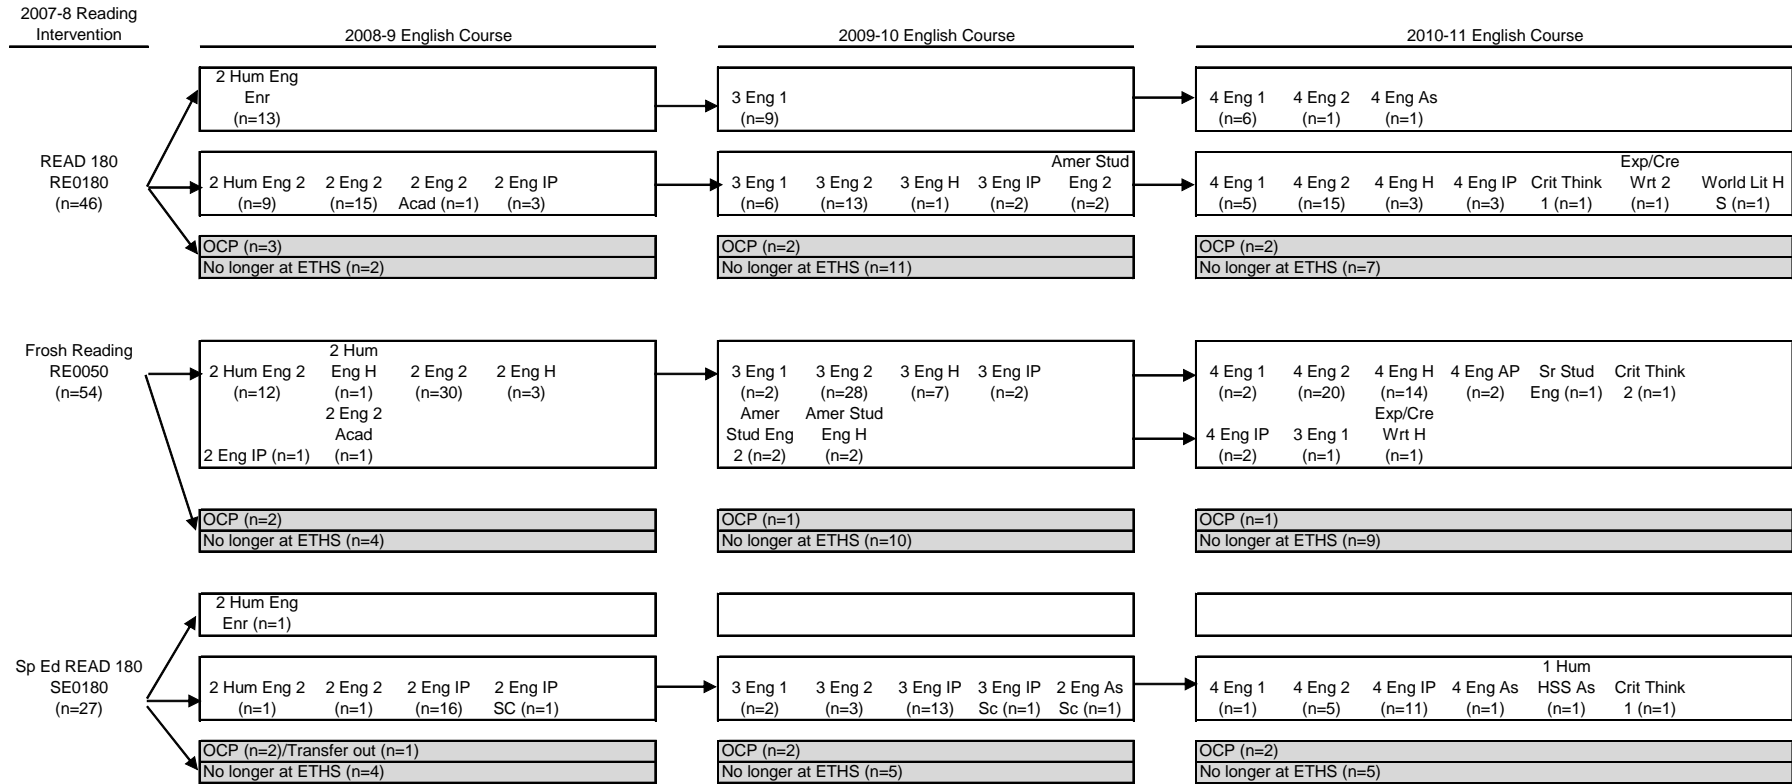 2007-8 Reading
Intervention
2008-9 English Course
2009-10 English Course
2010-11 English Course
READ 180
RE0180
(n=46)
2 Hum Eng
Enr
(n=13)
3 Eng 1
(n=9)
4 Eng 1 4 Eng 2 4 Eng As
(n=6) (n=1) (n=1)
2 Hum Eng 2 2 Eng 2 2 Eng 2 2 Eng IP
(n=9) (n=15) Acad (n=1) (n=3)
Amer Stud
3 Eng 1 3 Eng 2 3 Eng H 3 Eng IP Eng 2
(n=6) (n=13) (n=1) (n=2) (n=2)
Exp/Cre
4 Eng 1 4 Eng 2 4 Eng H 4 Eng IP Crit Think Wrt 2 World Lit H
(n=5) (n=15) (n=3) (n=3) 1 (n=1) (n=1) S (n=1)
OCP (n=3)
No longer at ETHS (n=2)
OCP (n=2)
No longer at ETHS (n=11)
OCP (n=2)
No longer at ETHS (n=7)
Frosh Reading
RE0050
(n=54)
2 Hum
2 Hum Eng 2 Eng H 2 Eng 2 2 Eng H
(n=12) (n=1) (n=30) (n=3)
2 Eng 2
Acad
2 Eng IP (n=1) (n=1)
3 Eng 1 3 Eng 2 3 Eng H 3 Eng IP
(n=2) (n=28) (n=7) (n=2)
Amer Amer Stud
Stud Eng Eng H
2 (n=2) (n=2)
4 Eng 1 4 Eng 2 4 Eng H 4 Eng AP Sr Stud Crit Think
(n=2) (n=20) (n=14) (n=2) Eng (n=1) 2 (n=1)
Exp/Cre
4 Eng IP 3 Eng 1 Wrt H
(n=2) (n=1) (n=1)
OCP (n=2)
No longer at ETHS (n=4)
OCP (n=1)
No longer at ETHS (n=10)
OCP (n=1)
No longer at ETHS (n=9)
Sp Ed READ 180
SE0180
(n=27)
2 Hum Eng
Enr (n=1)
2 Hum Eng 2 2 Eng 2 2 Eng IP 2 Eng IP
(n=1) (n=1) (n=16) SC (n=1)
3 Eng 1 3 Eng 2 3 Eng IP 3 Eng IP 2 Eng As
(n=2) (n=3) (n=13) Sc (n=1) Sc (n=1)
1 Hum
4 Eng 1 4 Eng 2 4 Eng IP 4 Eng As HSS As Crit Think
(n=1) (n=5) (n=11) (n=1) (n=1) 1 (n=1)
OCP (n=2)/Transfer out (n=1)
No longer at ETHS (n=4)
OCP (n=2)
No longer at ETHS (n=5)
OCP (n=2)
No longer at ETHS (n=5)